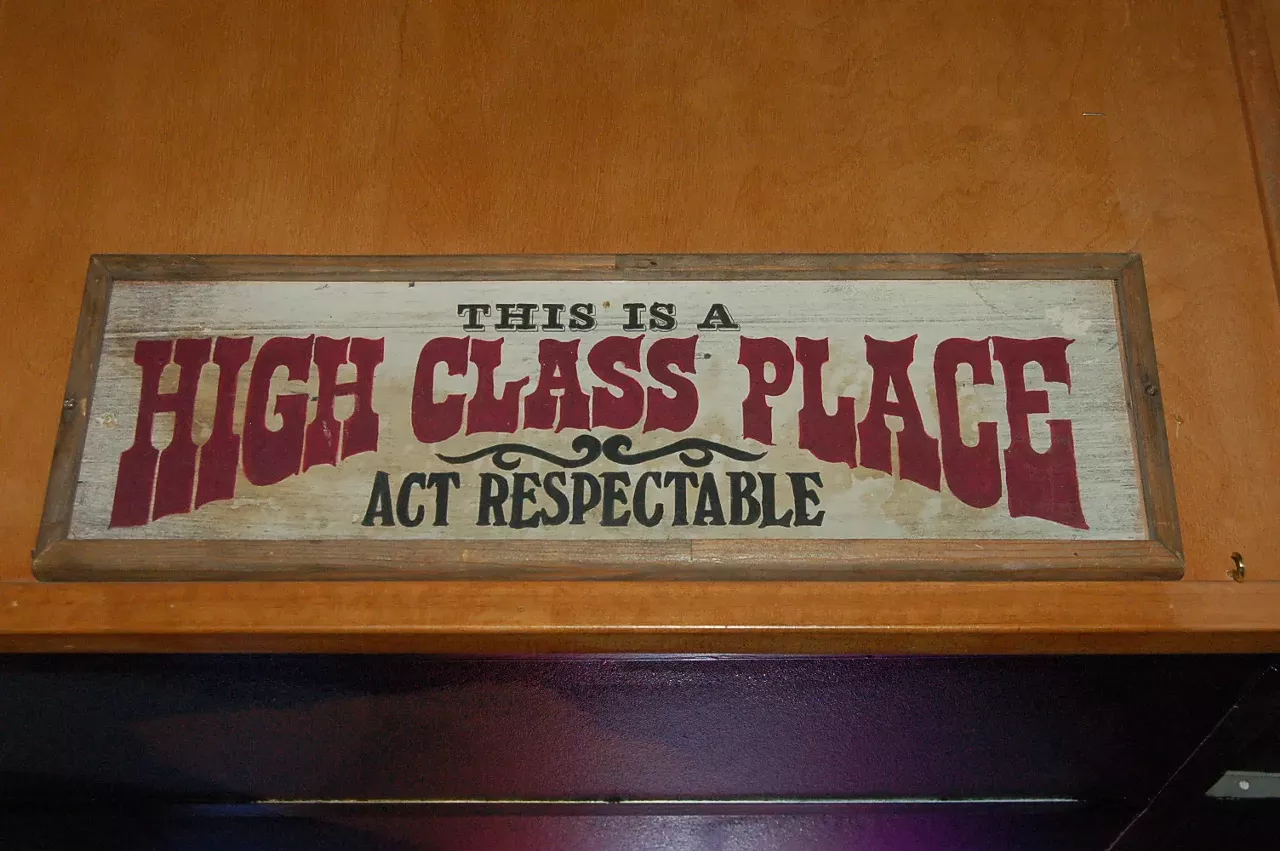 THIS IS A
HIGH CLASS PLACE
ACT RESPECTABLE